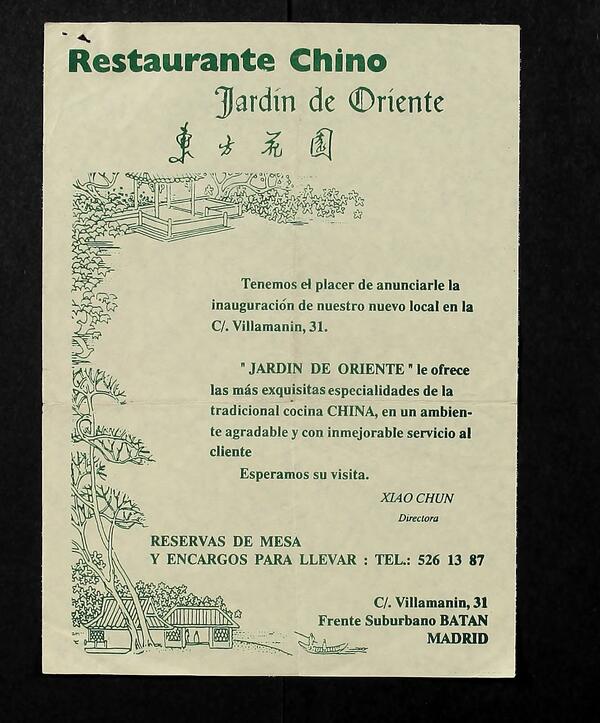 Restaurante Chino
Jardin de Oriente
東方花園
Tenemos el placer de anunciarle la
inauguración de nuestro nuevo local en la
C/. Villamanin, 31.
" JARDIN DE ORIENTE " le ofrece
las más exquisitas especialidades de la
tradicional cocina CHINA, en un ambien-
te agradable y con inmejorable servicio al
cliente
Esperamos su visita.
XIAO CHUN
Directora
RESERVAS DE MESA
Y ENCARGOS PARA LLEVAR : TEL.: 526 13 87
C/. Villamanin, 31
Frente Suburbano BATAN
MADRID